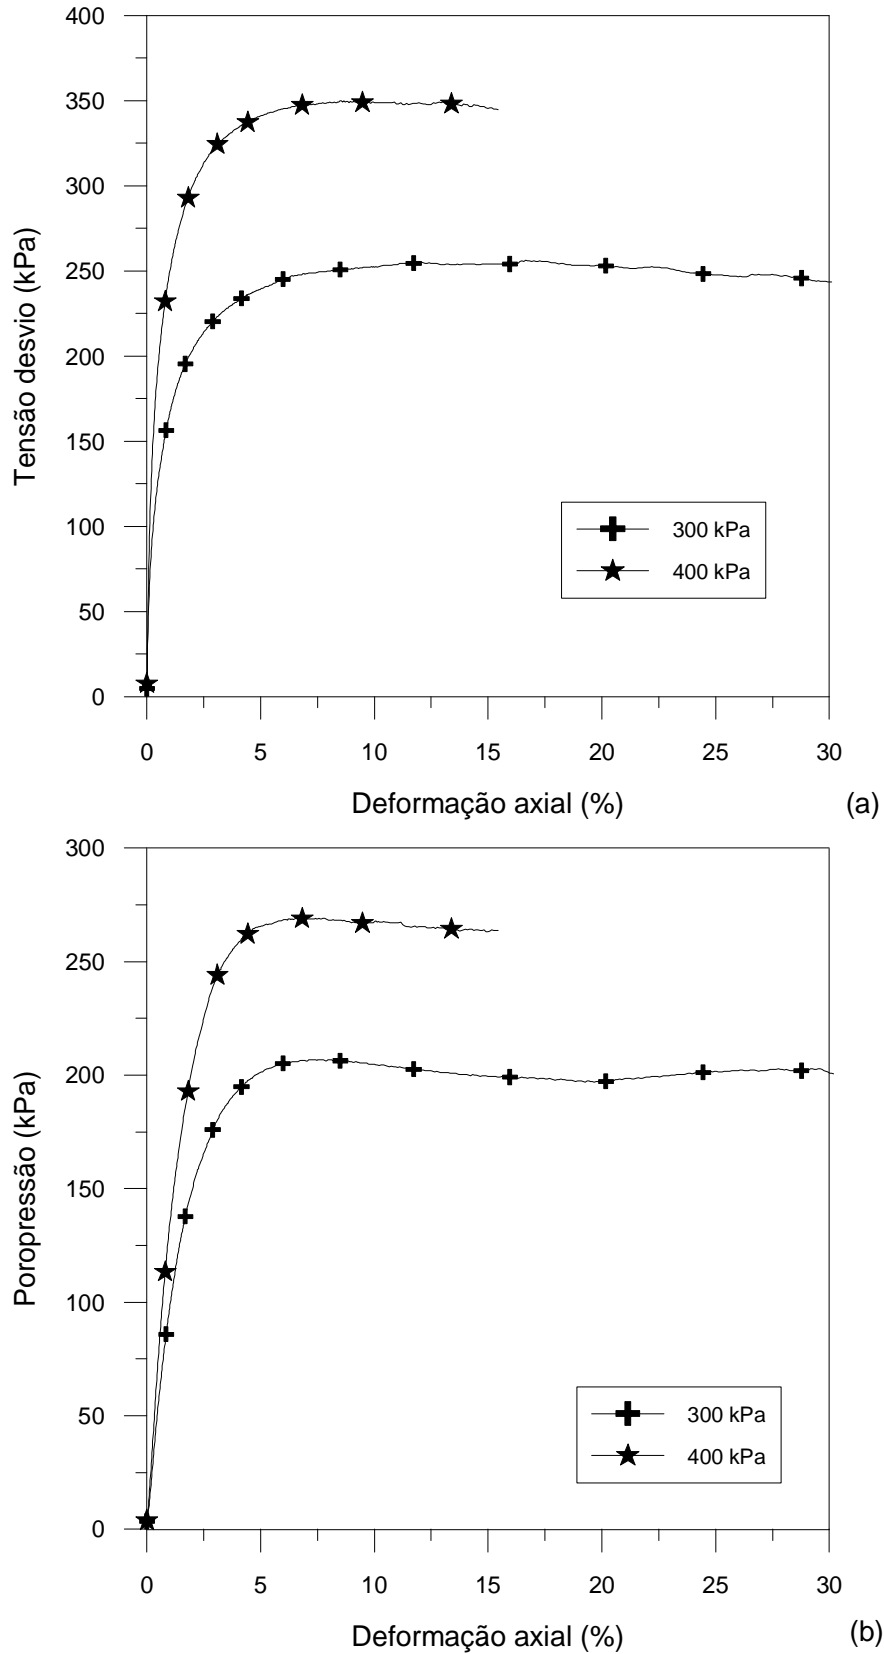 400
350
300
250
200
150
100
50
0
Tensão desvio (kPa)
300 kPa
400 kPa
0 5 10 15 20 25 30
Deformação axial (%)
(a)
300
250
200
150
100
50
0
Poropressão (kPa)
300 kPa
400 kPa
0 5 10 15 20 25 30
Deformação axial (%)
(b)